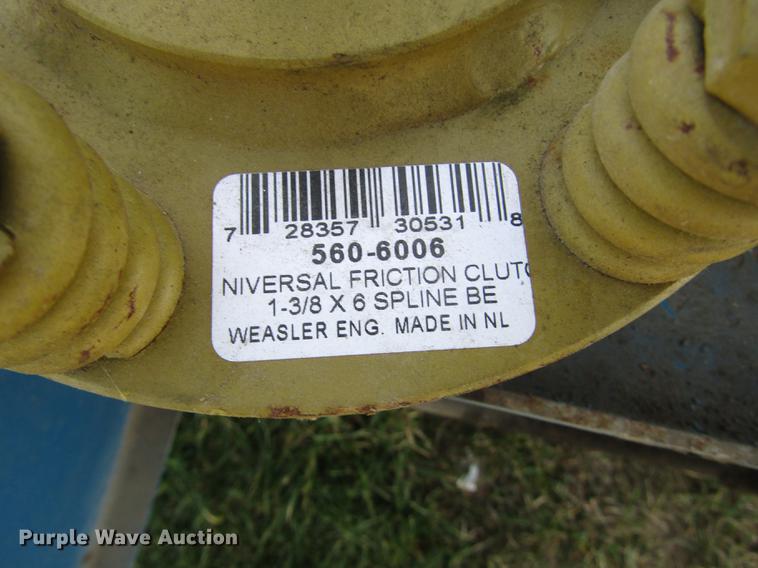 7 28357 30531 8
560-6006
NIVERSAL FRICTION CLUTC
1-3/8 X 6 SPLINE BE
WEASLER ENG. MADE IN NL
Purple Wave Auction